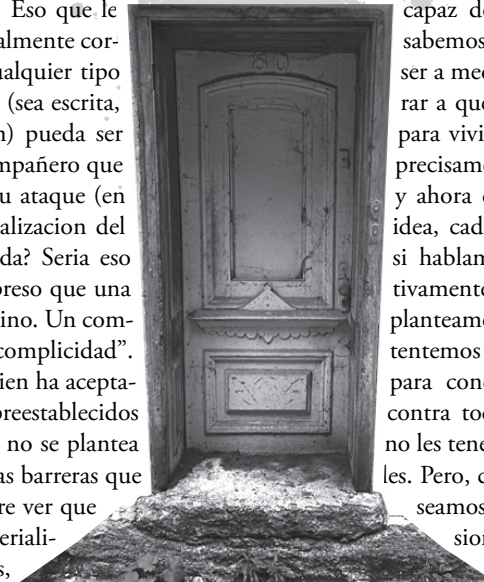 Eso que le
almente cor-
ualquier tipo
(sea escrita,
n) pueda ser
mpañero que
u ataque (en
alizacion del
da? Seria eso
preso que una
ino. Un com-
complicidad”.
ien ha acepta-
preestablecidos
no se plantea
as barreras que
re ver que
eriali-
s,
80
capaz de
sabemos
ser a med
rar a que
para vivi
precisame
y ahora
idea, cad
si hablam
tivamente
planteamo
tentemos
para con
contra to
no les tene
les. Pero, c
seamos
sion